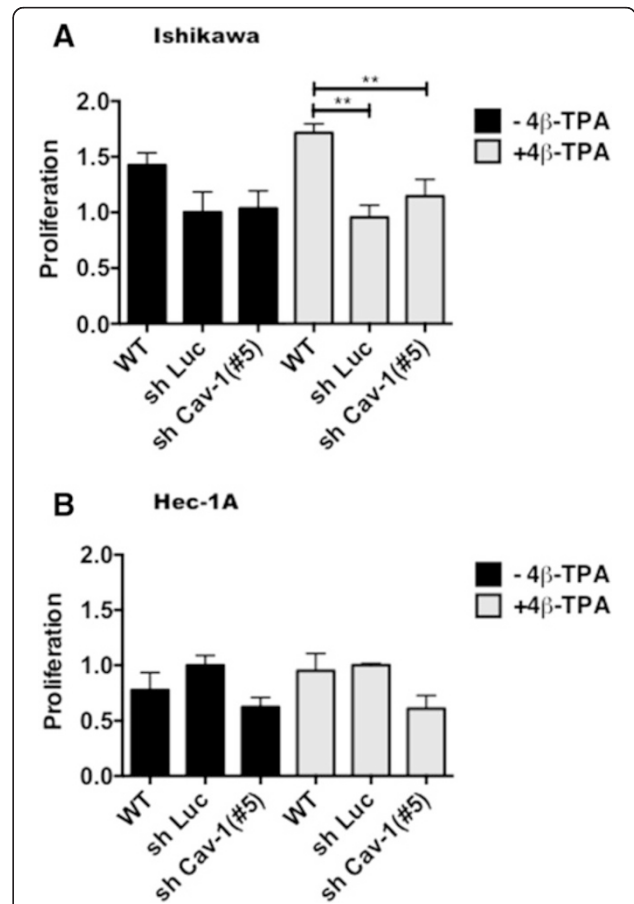 A Ishikawa
** 
**
2.0
1.5
1.0
0.5
0.0
Proliferation
- 4β-TPA
+4β-TPA
WT
sh Luc
sh Cav-1(#5)
WT
sh Luc
sh Cav-1(#5)
B Hec-1A
2.0
1.5
1.0
0.5
0.0
Proliferation
- 4β-TPA
+4β-TPA
WT
sh Luc
sh Cav-1(#5)
WT
sh Luc
sh Cav-1(#5)